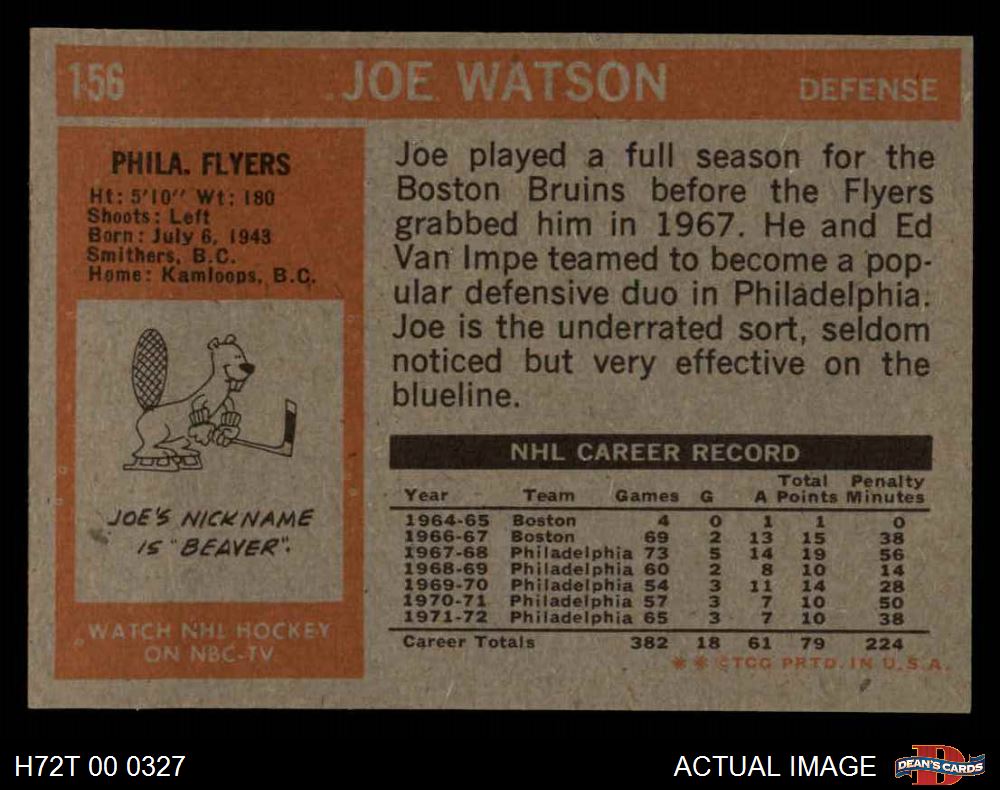 156 JOE WATSON DEFENSE
PHILA. FLYERS
Ht: 5'10" Wt: 180
Shoots: Left
Born: July 6, 1943
Smithers, B.C.
Home: Kamloops, B.C.
JOE'S NICKNAME
IS "BEAVER".
WATCH NHL HOCKEY
ON NBC-TV
Joe played a full season for the
Boston Bruins before the Flyers
grabbed him in 1967. He and Ed
Van Impe teamed to become a pop-
ular defensive duo in Philadelphia.
Joe is the underrated sort, seldom
noticed but very effective on the
blueline.
NHL CAREER RECORD
Year Team Games G A Total Points Penalty Minutes
1964-65 Boston 4 0 1 1 0
1966-67 Boston 69 2 13 15 38
1967-68 Philadelphia 73 5 14 19 56
1968-69 Philadelphia 60 2 8 10 14
1969-70 Philadelphia 54 3 11 14 28
1970-71 Philadelphia 57 3 7 10 50
1971-72 Philadelphia 65 3 7 10 38
Career Totals 382 18 61 79 224
* * ©TCG PRTD. IN U.S.A.
H72T 00 0327
ACTUAL IMAGE
DEAN'S CARDS